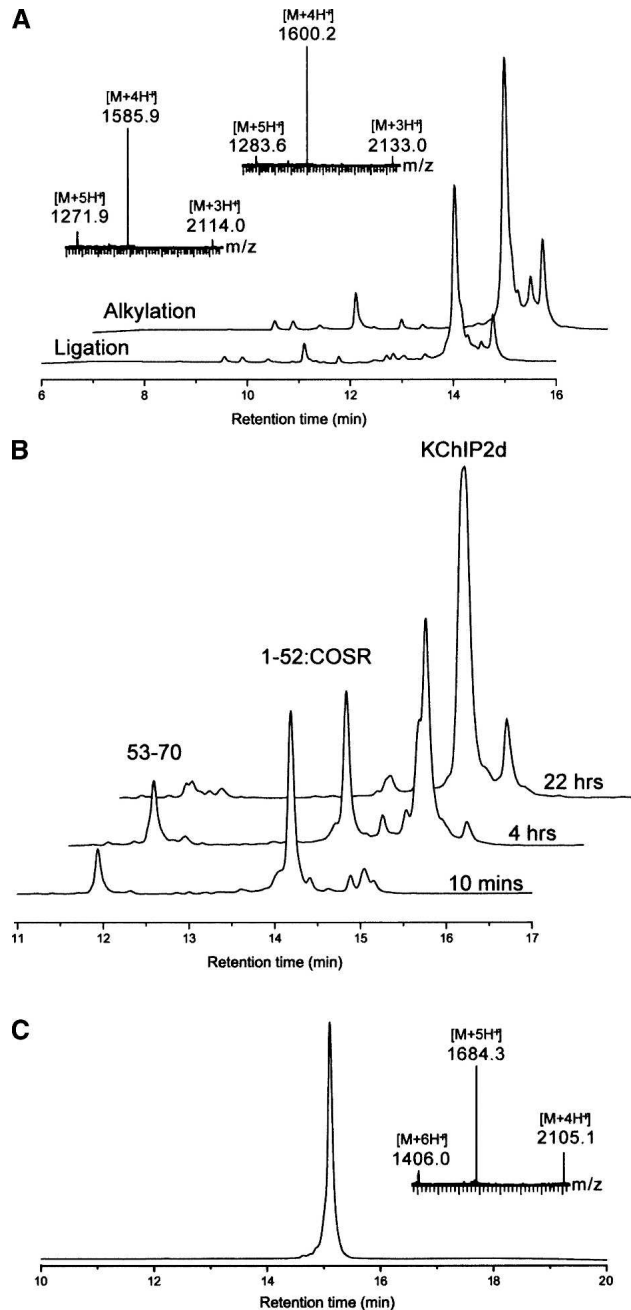 A
[M+4H⁺]
1600.2
[M+5H⁺]
1283.6
[M+3H⁺]
2133.0
m/z
[M+4H⁺]
1585.9
[M+5H⁺]
1271.9
[M+3H⁺]
2114.0
m/z
Alkylation
Ligation
6 8 10 12 14 16
Retention time (min)
B
KChIP2d
1-52:COSR
53-70
22 hrs
4 hrs
10 mins
11 12 13 14 15 16 17
Retention time (min)
C
[M+5H⁺]
1684.3
[M+6H⁺]
1406.0
[M+4H⁺]
2105.1
m/z
10 12 14 16 18 20
Retention time (min)